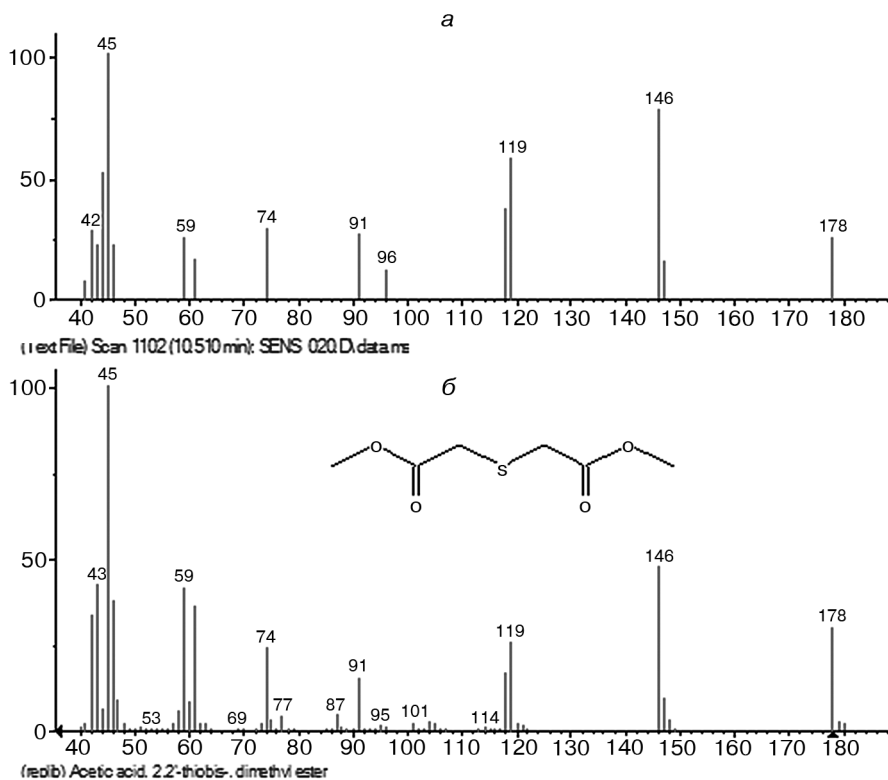 а
45
100
146
119
50
42
59
74
91
96
178
0
40 50 60 70 80 90 100 110 120 130 140 150 160 170 180
(Text File) Scan 1102 (10.510 min): SENS 020.D\data.ms
б
45
100
O O
S
O O
50
43
59
146
178
119
74
91
53 69 77 87 95 101 114
0
40 50 60 70 80 90 100 110 120 130 140 150 160 170 180
(replib) Acetic acid, 2,2'-thiobis-, dimethyl ester